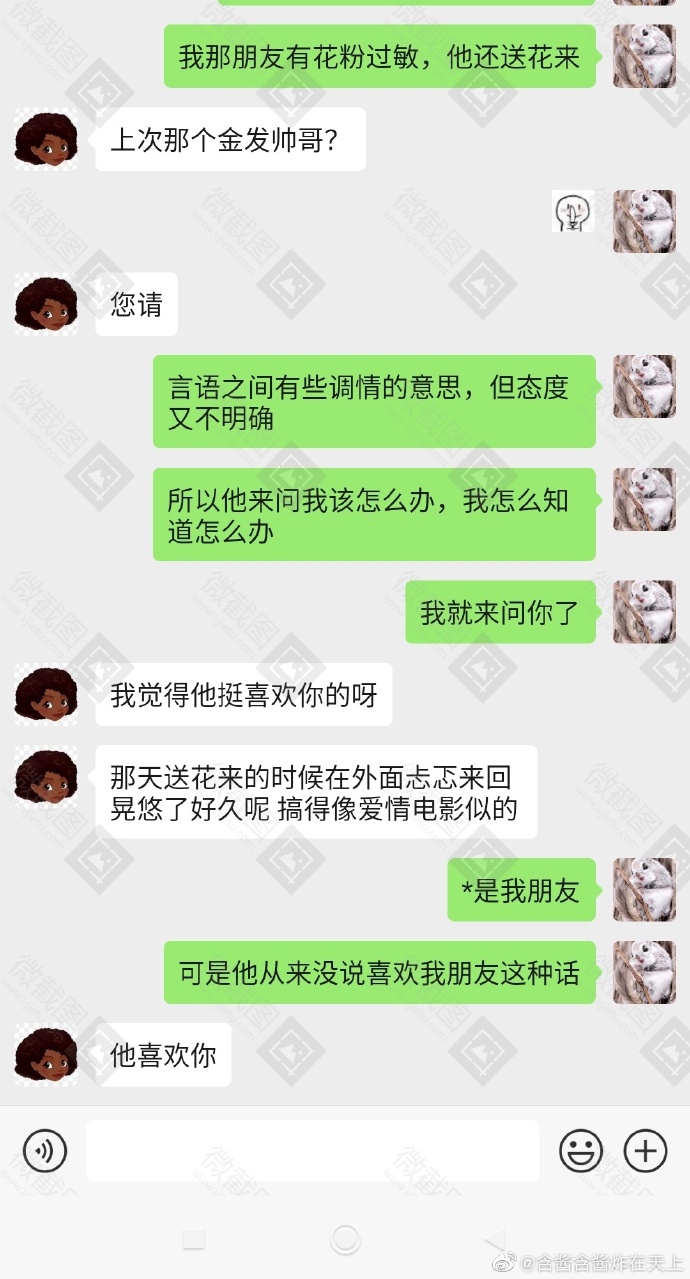 我那朋友有花粉过敏，他还送花来
上次那个金发帅哥？
您请
言语之间有些调情的意思，但态度
又不明确
所以他来问我该怎么办，我怎么知
道怎么办
我就来问你了
我觉得他挺喜欢你的呀
那天送花来的时候在外面忐忑来回
晃悠了好久呢 搞得像爱情电影似的
*是我朋友
可是他从来没说喜欢我朋友这种话
他喜欢你
@含酱含酱炸在天上
微截图